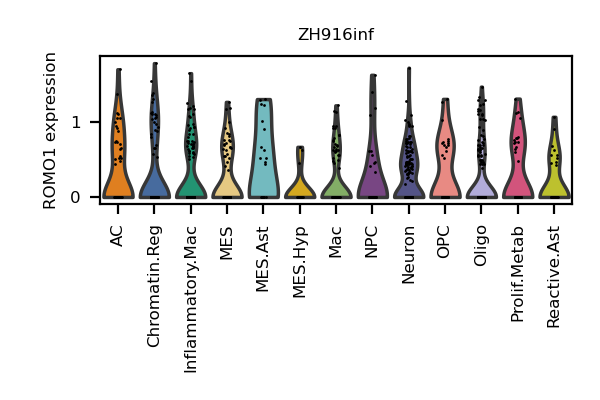 ZH916inf
ROMO1 expression
1
0
AC
Chromatin.Reg
Inflammatory.Mac
MES
MES.Ast
MES.Hyp
Mac
NPC
Neuron
OPC
Oligo
Prolif.Metab
Reactive.Ast